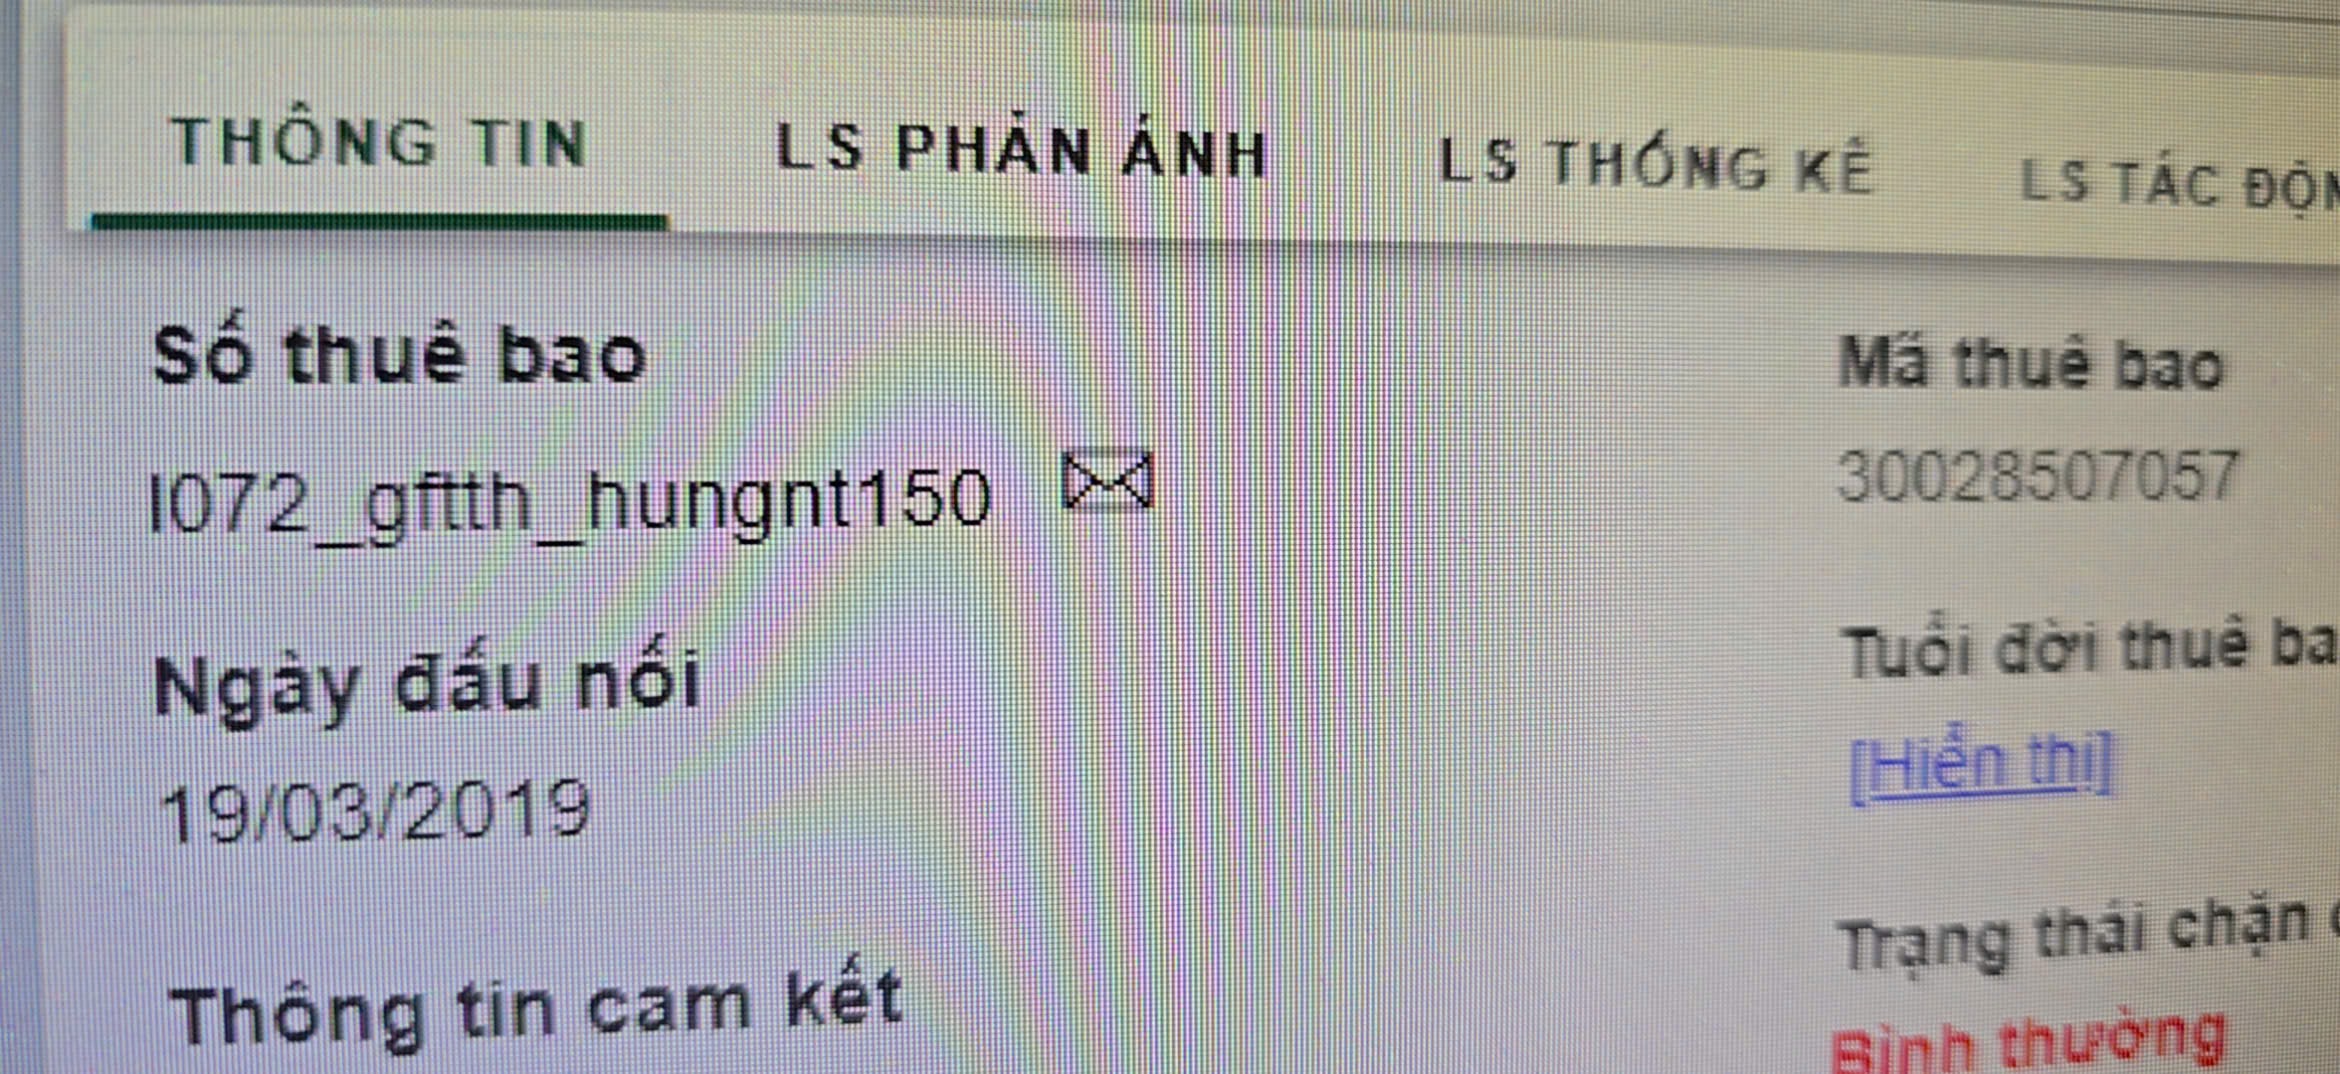 THÔNG TIN LS PHẢN ÁNH LS THỐNG KÊ LS TÁC ĐỘN
Số thuê bao
l072_gftth_hungnt150
Mã thuê bao
30028507057
Ngày đấu nối
19/03/2019
Tuổi đời thuê ba
[Hiển thị]
Thông tin cam kết
Trạng thái chặn
Bình thường